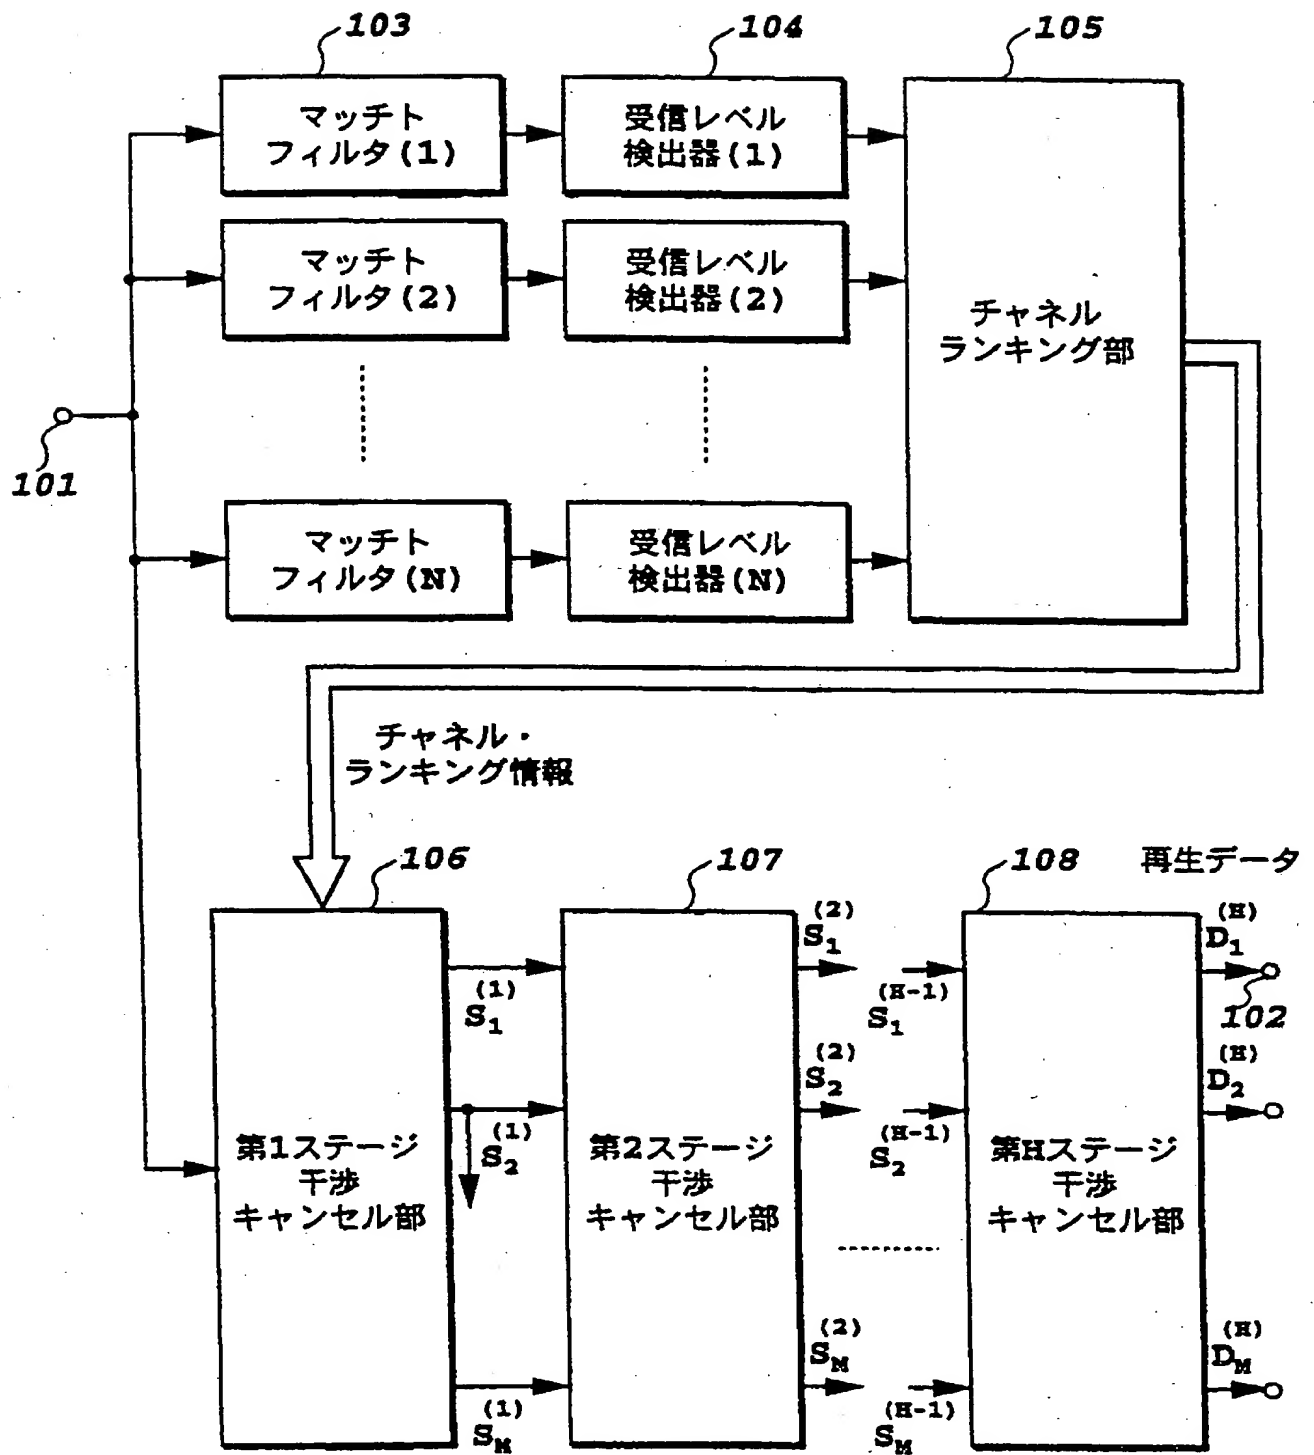 103
104
105
マッチト
フィルタ(1)
受信レベル
検出器(1)
マッチト
フィルタ(2)
受信レベル
検出器(2)
チャネル
ランキング部
101
マッチト
フィルタ(N)
受信レベル
検出器(N)
チャネル・
ランキング情報
106
107
108
再生データ
S₁⁽²⁾
D₁⁽ᴴ⁾
S₁⁽¹⁾
S₁⁽ᴴ⁻¹⁾
102
S₂⁽²⁾
D₂⁽ᴴ⁾
S₂⁽¹⁾
S₂⁽ᴴ⁻¹⁾
第1ステージ
干渉
キャンセル部
第2ステージ
干渉
キャンセル部
第Hステージ
干渉
キャンセル部
S_M⁽²⁾
D_M⁽ᴴ⁾
S_M⁽¹⁾
S_M⁽ᴴ⁻¹⁾